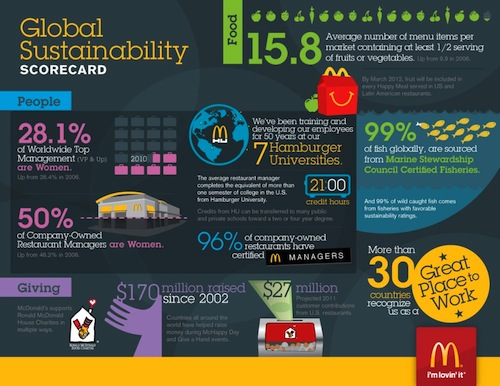 Global
Sustainability
SCORECARD
Food
15.8
Average number of menu items per
market containing at least 1/2 serving
of fruits or vegetables. Up from 9.9 in 2006.
By March 2012, fruit will be included in
every Happy Meal served in US and
Latin American restaurants.
People
28.1%
of Worldwide Top
Management (VP & Up)
are Women.
Up from 26.4% in 2006.
2010
50%
of Company-Owned
Restaurant Managers are Women.
Up from 46.2% in 2006.
HU
We've been training and
developing our employees
for 50 years at our
7 Hamburger
Universities.
The average restaurant manager
completes the equivalent of more than
one semester of college in the U.S.
from Hamburger University.
21:00
credit hours
Credits from HU can be transferred to many public
and private schools toward a two or four year degree.
96% of company-owned
restaurants have
certified MANAGERS
99%
of fish globally, are sourced
from Marine Stewardship
Council Certified Fisheries.
And 99% of wild caught fish comes
from fisheries with favorable
sustainability ratings.
Giving
McDonald's supports
Ronald McDonald
House Charities in
multiple ways.
RONALD McDONALD
HOUSE CHARITIES
$170 million raised
since 2002
Countries all around the
world have helped raise
money during McHappy Day
and Give a Hand events.
$27 million
Projected 2011
customer contributions
from U.S. restaurants.
More than
30
countries
recognize
us as a
Great
Place to
Work
i'm lovin' it